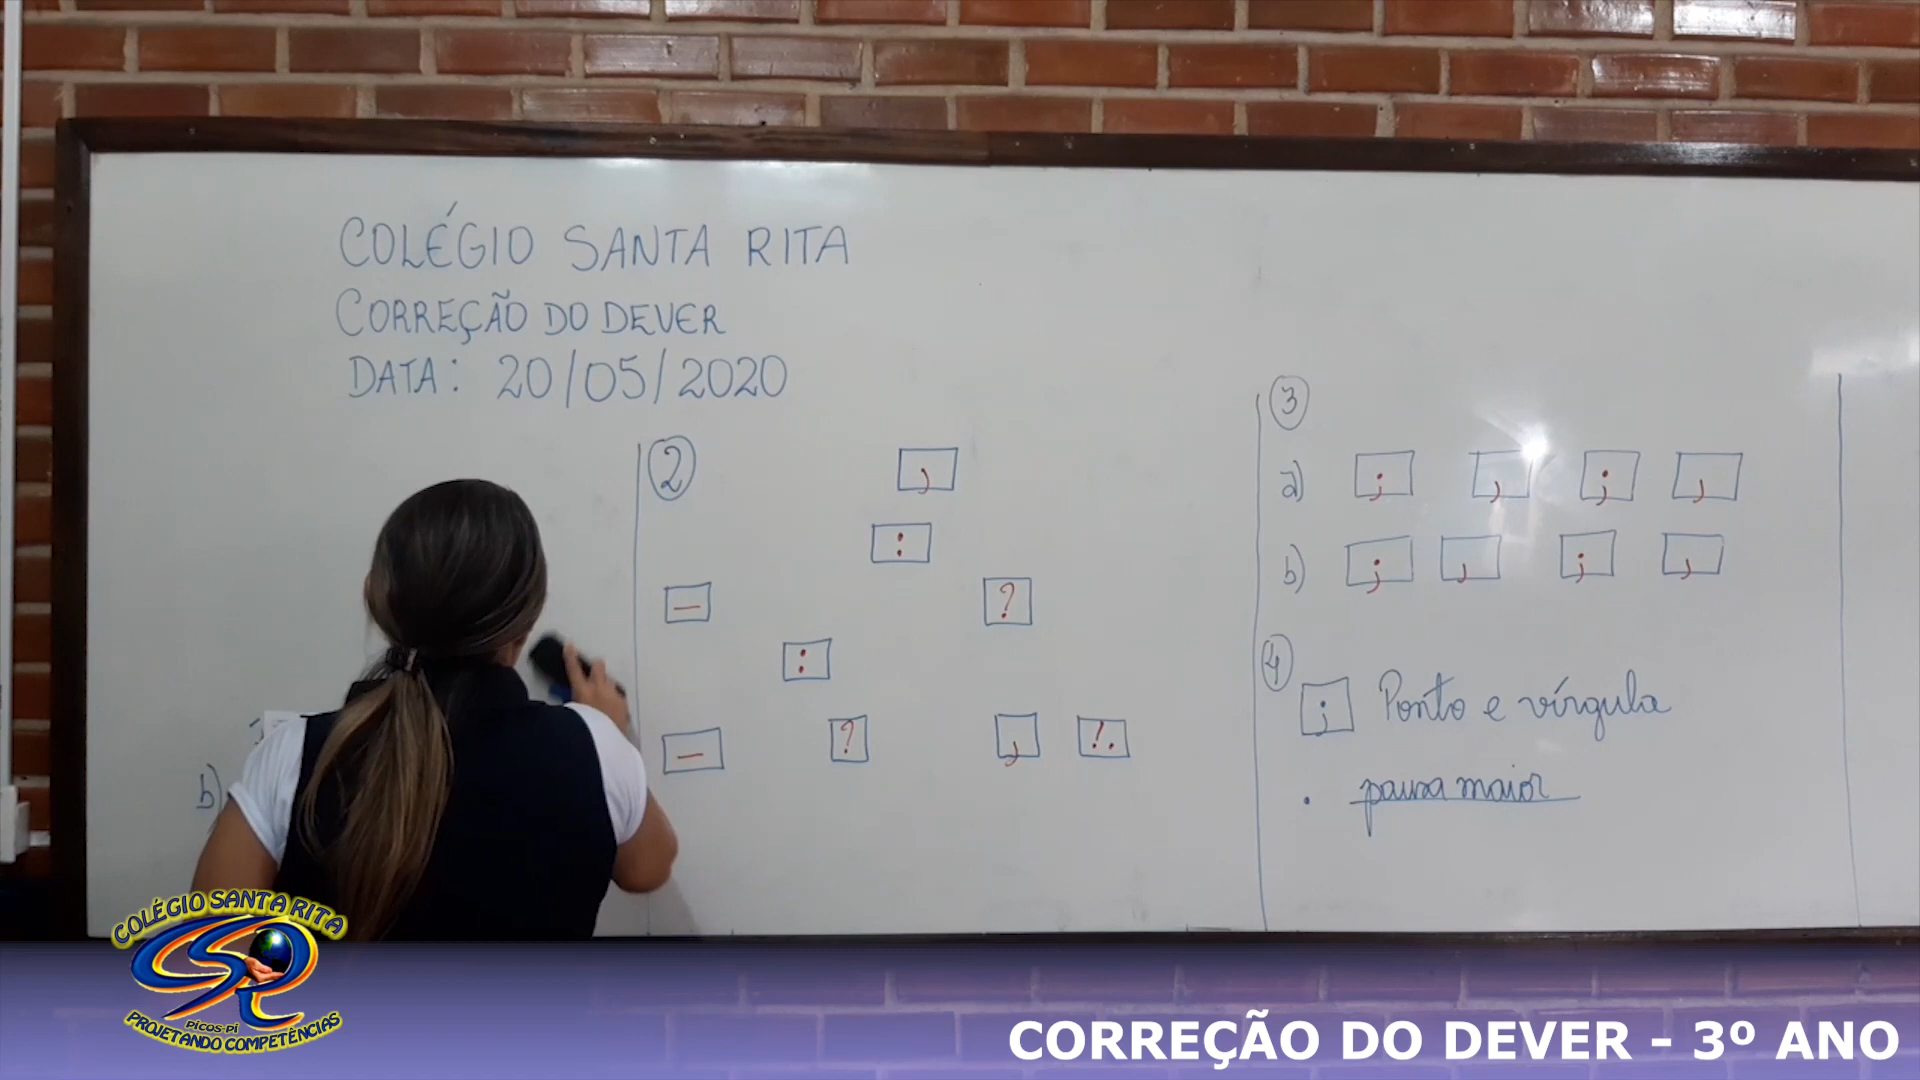 COLÉGIO SANTA RITA
CORREÇÃO DO DEVER
DATA: 20/05/2020
b)
2
,
:
— ?
:
— ? , !.
3
a) ; , ; ,
b) ; , ; ,
4
; Ponto e vírgula
. pausa maior
COLÉGIO SANTA RITA
SR
PICOS-PI
PROJETANDO COMPETÊNCIAS
CORREÇÃO DO DEVER - 3º ANO